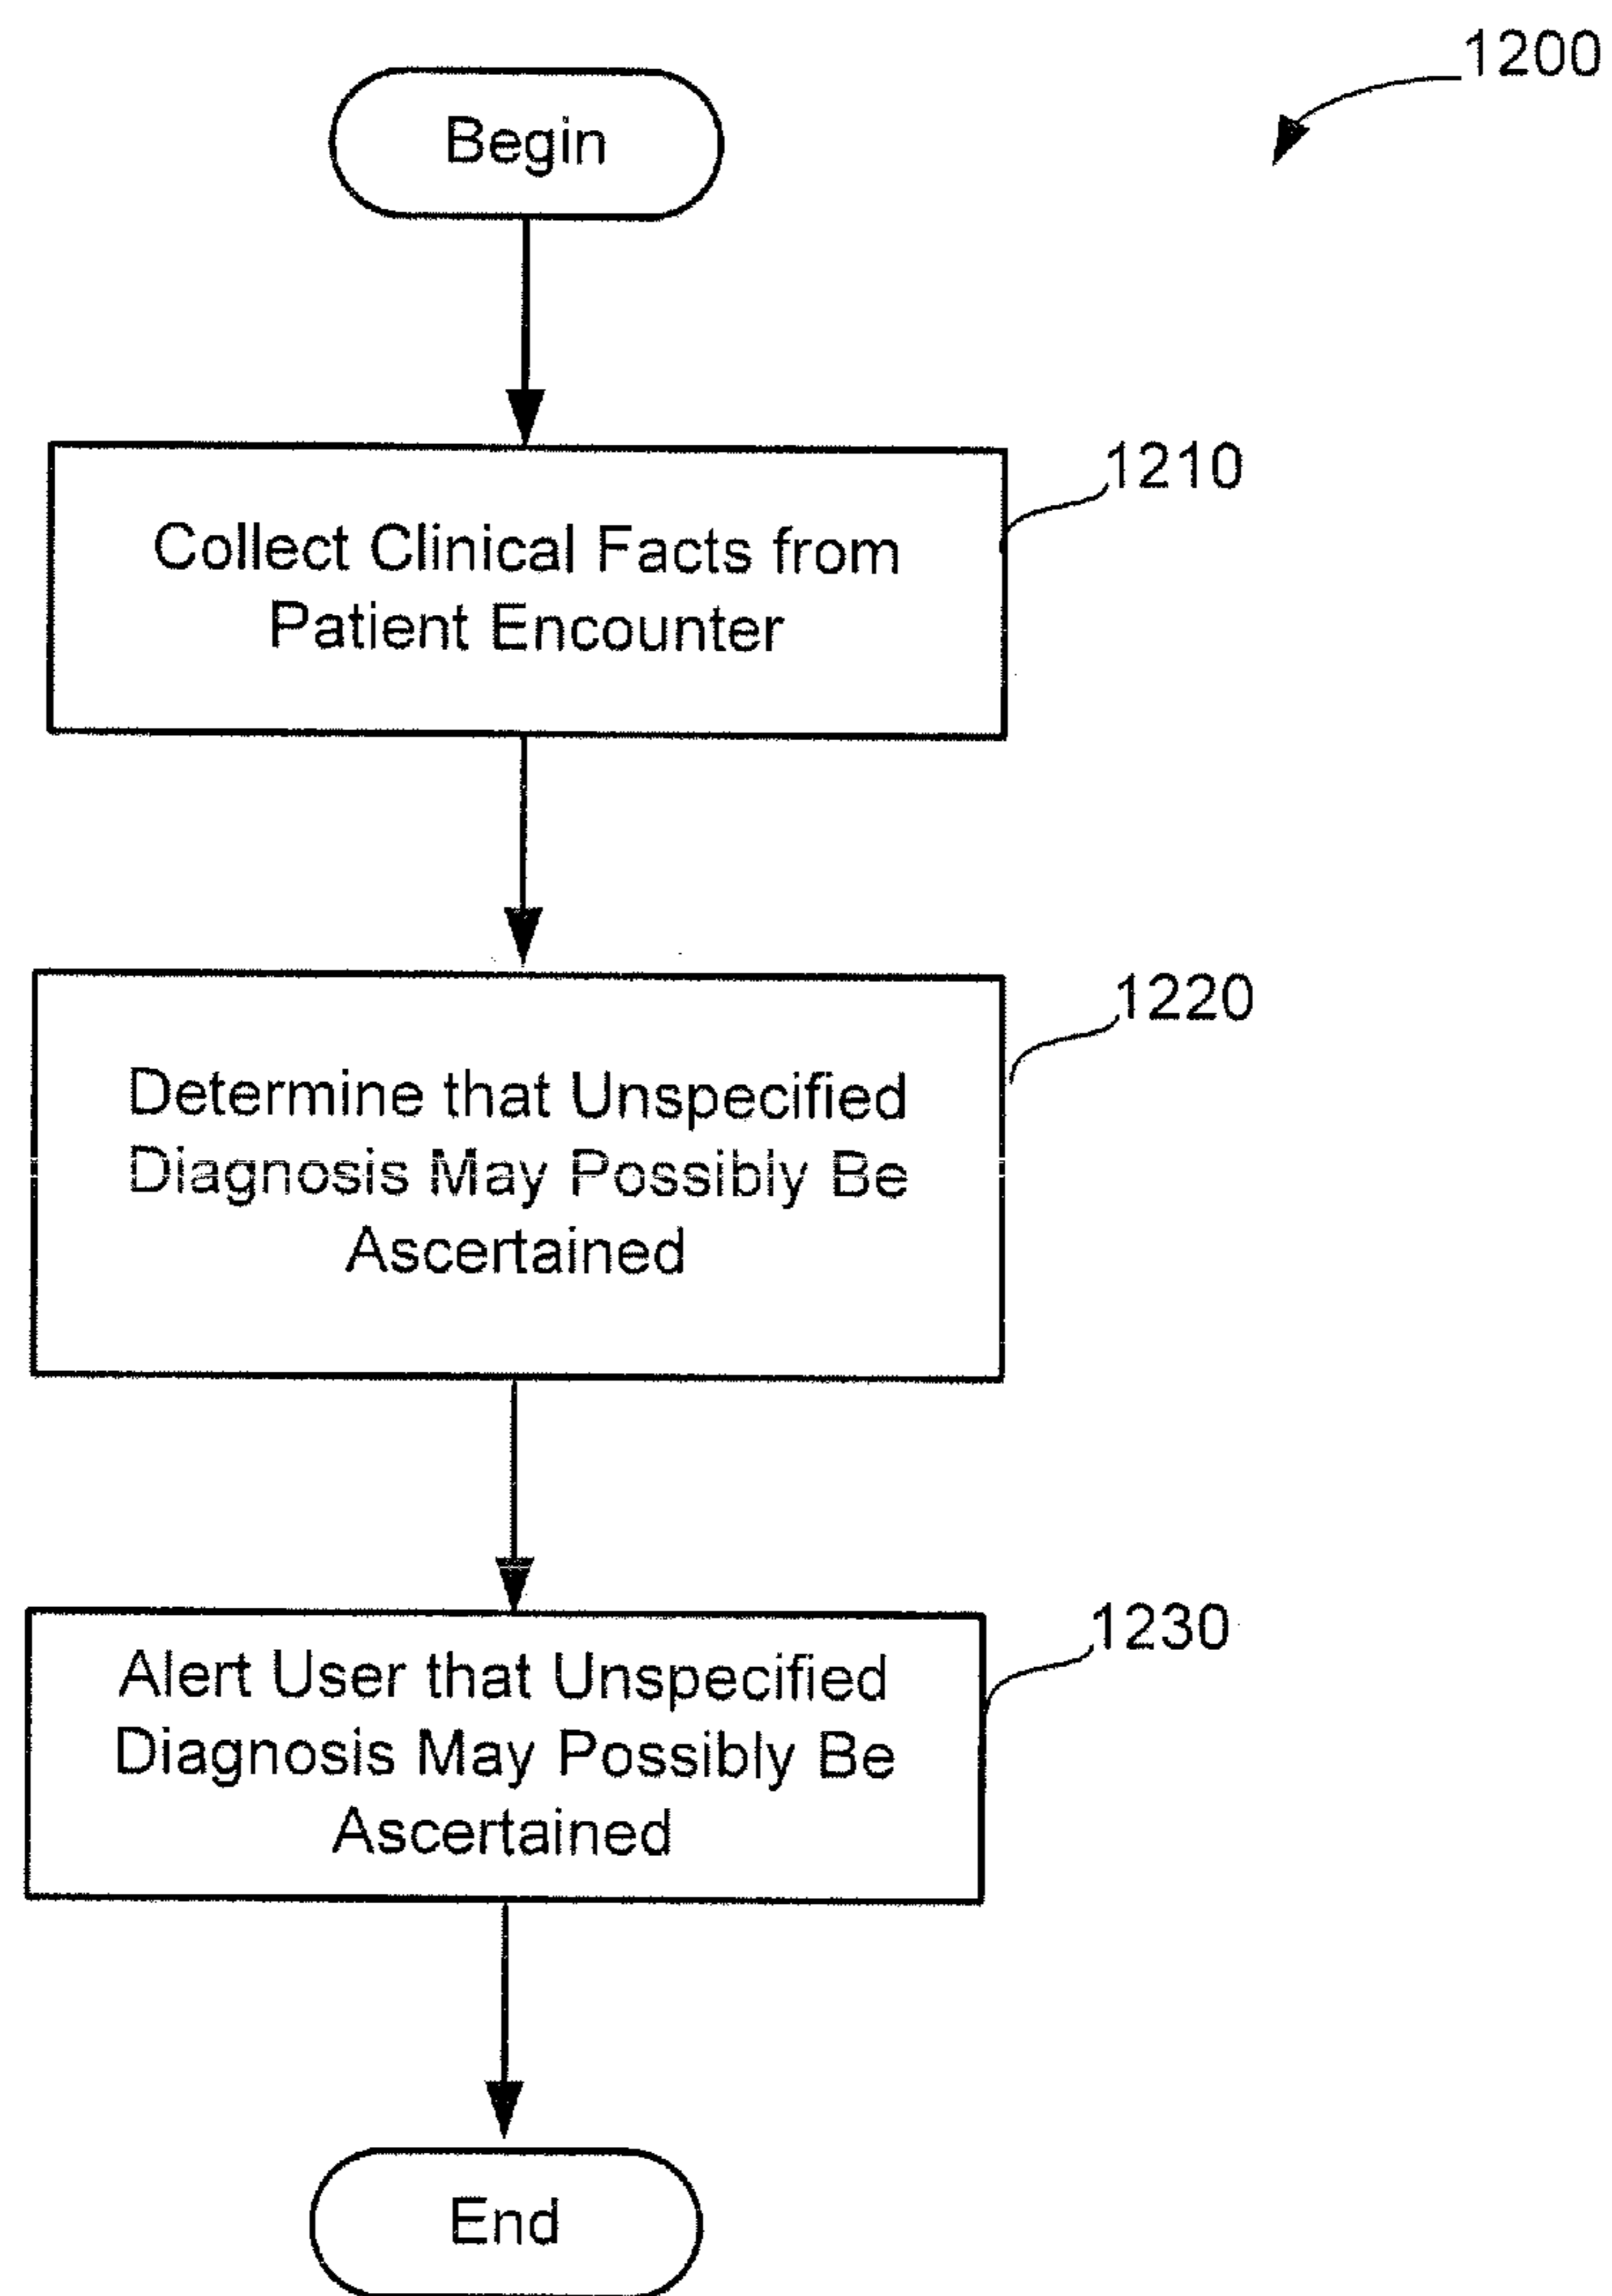 1200
Begin
1210
Collect Clinical Facts from
Patient Encounter
1220
Determine that Unspecified
Diagnosis May Possibly Be
Ascertained
1230
Alert User that Unspecified
Diagnosis May Possibly Be
Ascertained
End